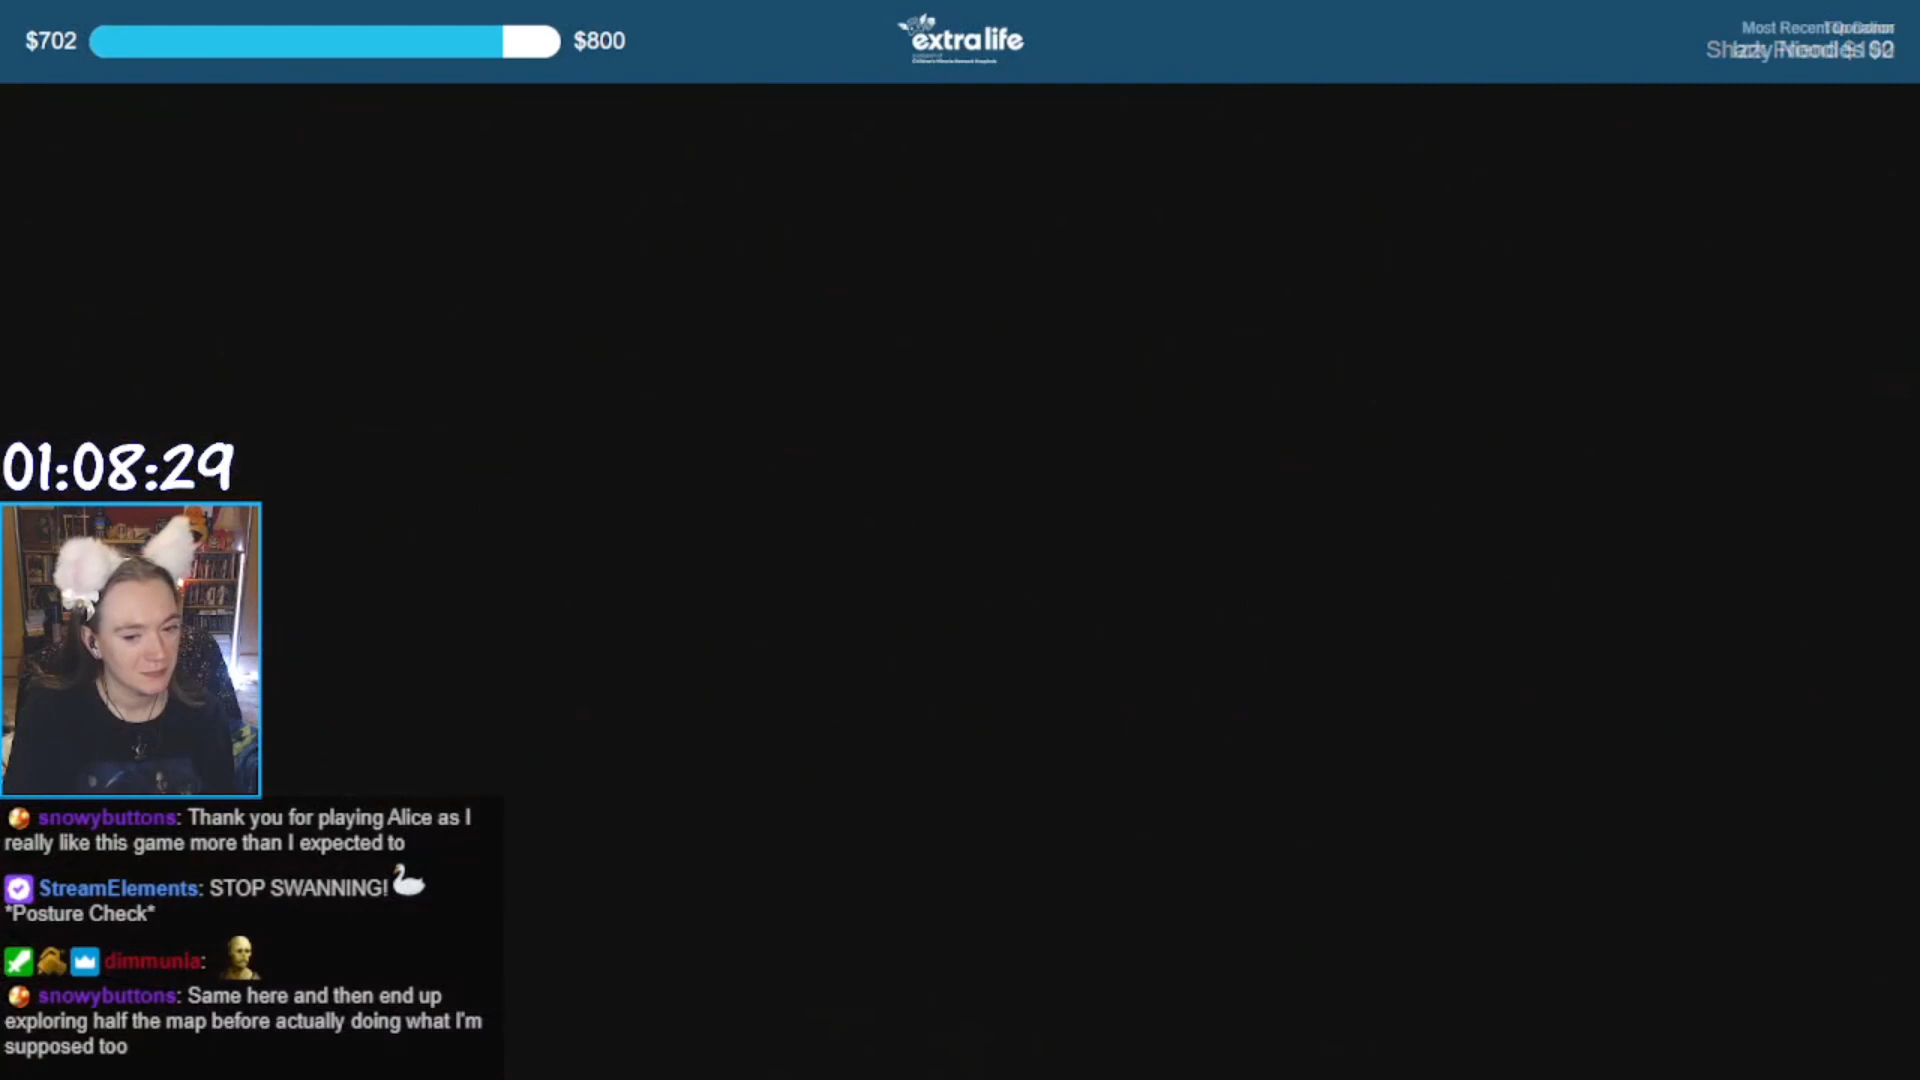 $702
$800
extra life
Most Recent
01:08:29
snowybuttons: Thank you for playing Alice as I
really like this game more than I expected to
StreamElements: STOP SWANNING!
*Posture Check*
dimmunia:
snowybuttons: Same here and then end up
exploring half the map before actually doing what I'm
supposed too